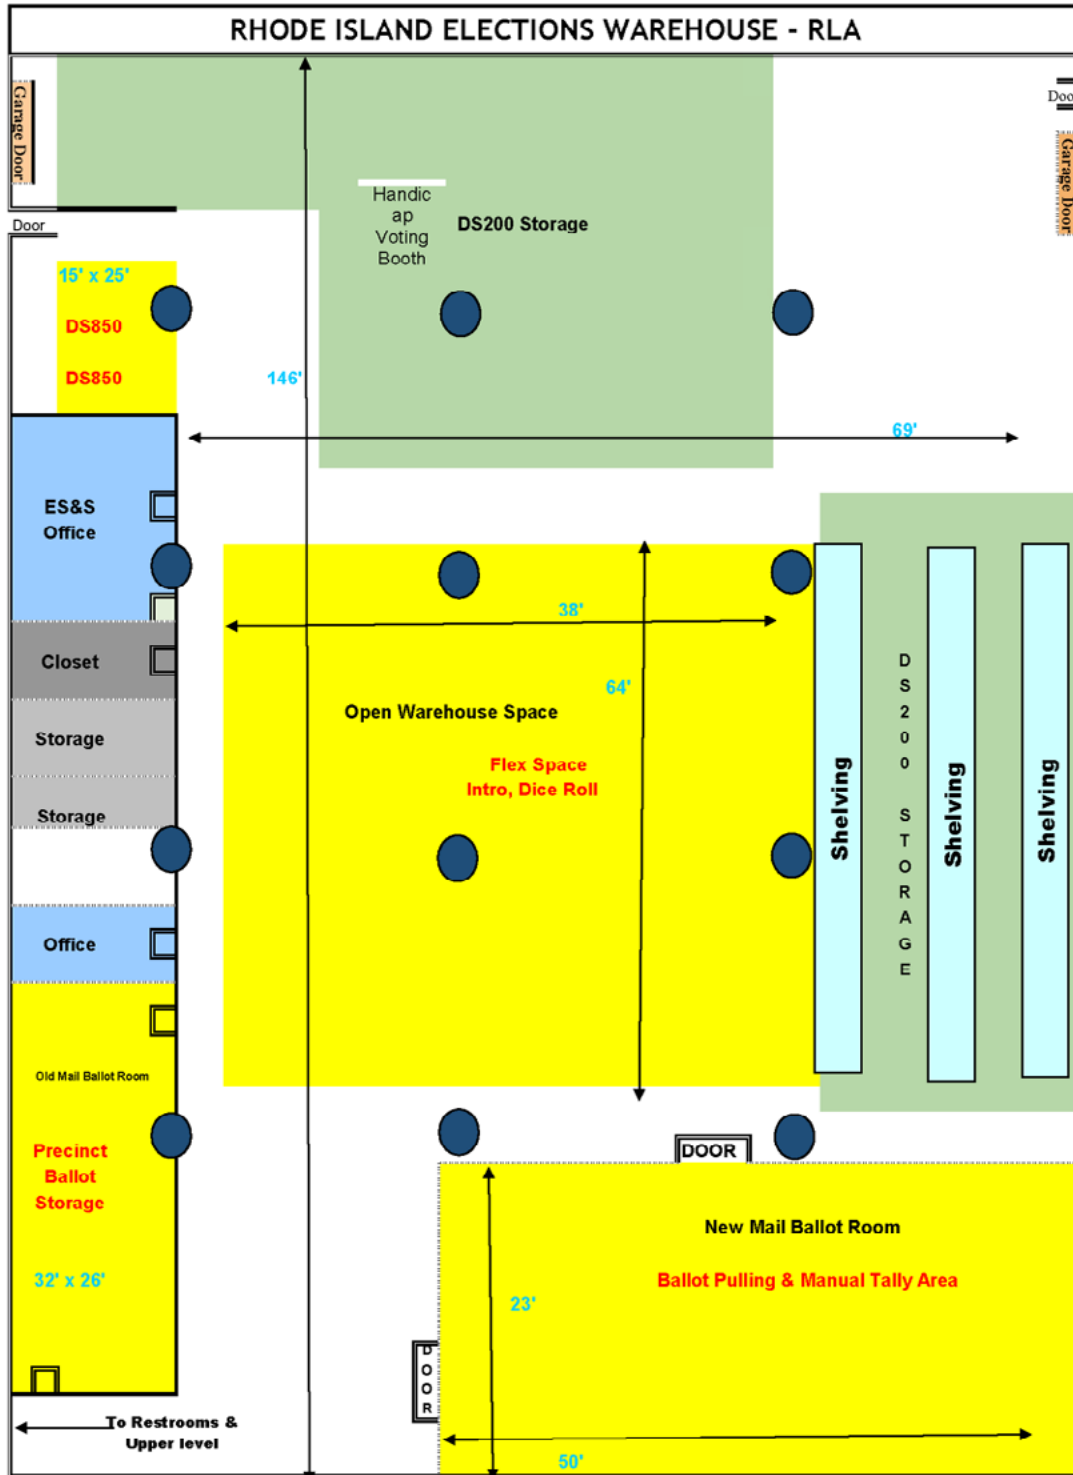 RHODE ISLAND ELECTIONS WAREHOUSE - RLA
Garage Door
Doo
Garage Door
Handic
ap
Voting
Booth
DS200 Storage
Door
15' x 25'
DS850
DS850
146'
69'
ES&S
Office
38'
Closet
64'
Open Warehouse Space
Storage
Flex Space
Intro, Dice Roll
Storage
Shelving
DS200 STORAGE
Shelving
Shelving
Office
Old Mail Ballot Room
Precinct
Ballot
Storage
32' x 26'
DOOR
New Mail Ballot Room
Ballot Pulling & Manual Tally Area
23'
DOOR
To Restrooms &
Upper level
50'